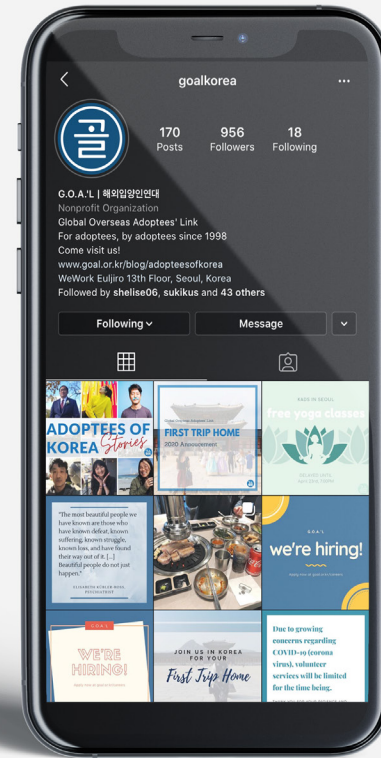 goalkorea
골
170 956 18
Posts Followers Following
G.O.A.'L | 해외입양인연대
Nonprofit Organization
Global Overseas Adoptees' Link
For adoptees, by adoptees since 1998
Come visit us!
www.goal.or.kr/blog/adopteesofkorea
WeWork Euljiro 13th Floor, Seoul, Korea
Followed by shelise06, sukikus and 43 others
Following
Message
ADOPTEES OF
KOREA Stories
FIRST TRIP HOME
2020 Announcement
MADE IN SEOUL
free yoga classes
"The most beautiful people we
have known are those who
have known defeat, known
suffering, known struggle,
known loss, and have found
their way out of it. [...]
Beautiful people do not just
happen."
GOA'L
we're hiring!
GOAL
WE'RE
HIRING!
JOIN US IN KOREA
FOR YOUR
First Trip Home
Due to growing
concerns regarding
COVID-19 (corona
virus), volunteer
services will be limited
for the time being.